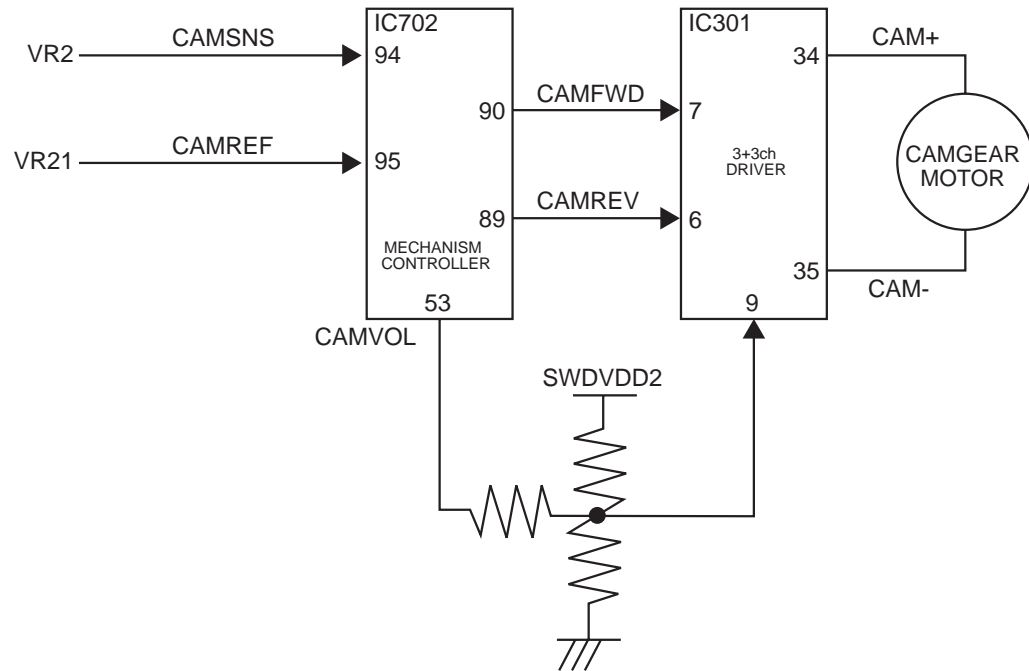 IC702
IC301
VR2
CAMSNS
94
34
CAM+
90
CAMFWD
7
VR21
CAMREF
95
3+3ch
DRIVER
CAMGEAR
MOTOR
89
CAMREV
6
MECHANISM
CONTROLLER
35
CAM-
53
9
CAMVOL
SWDVDD2